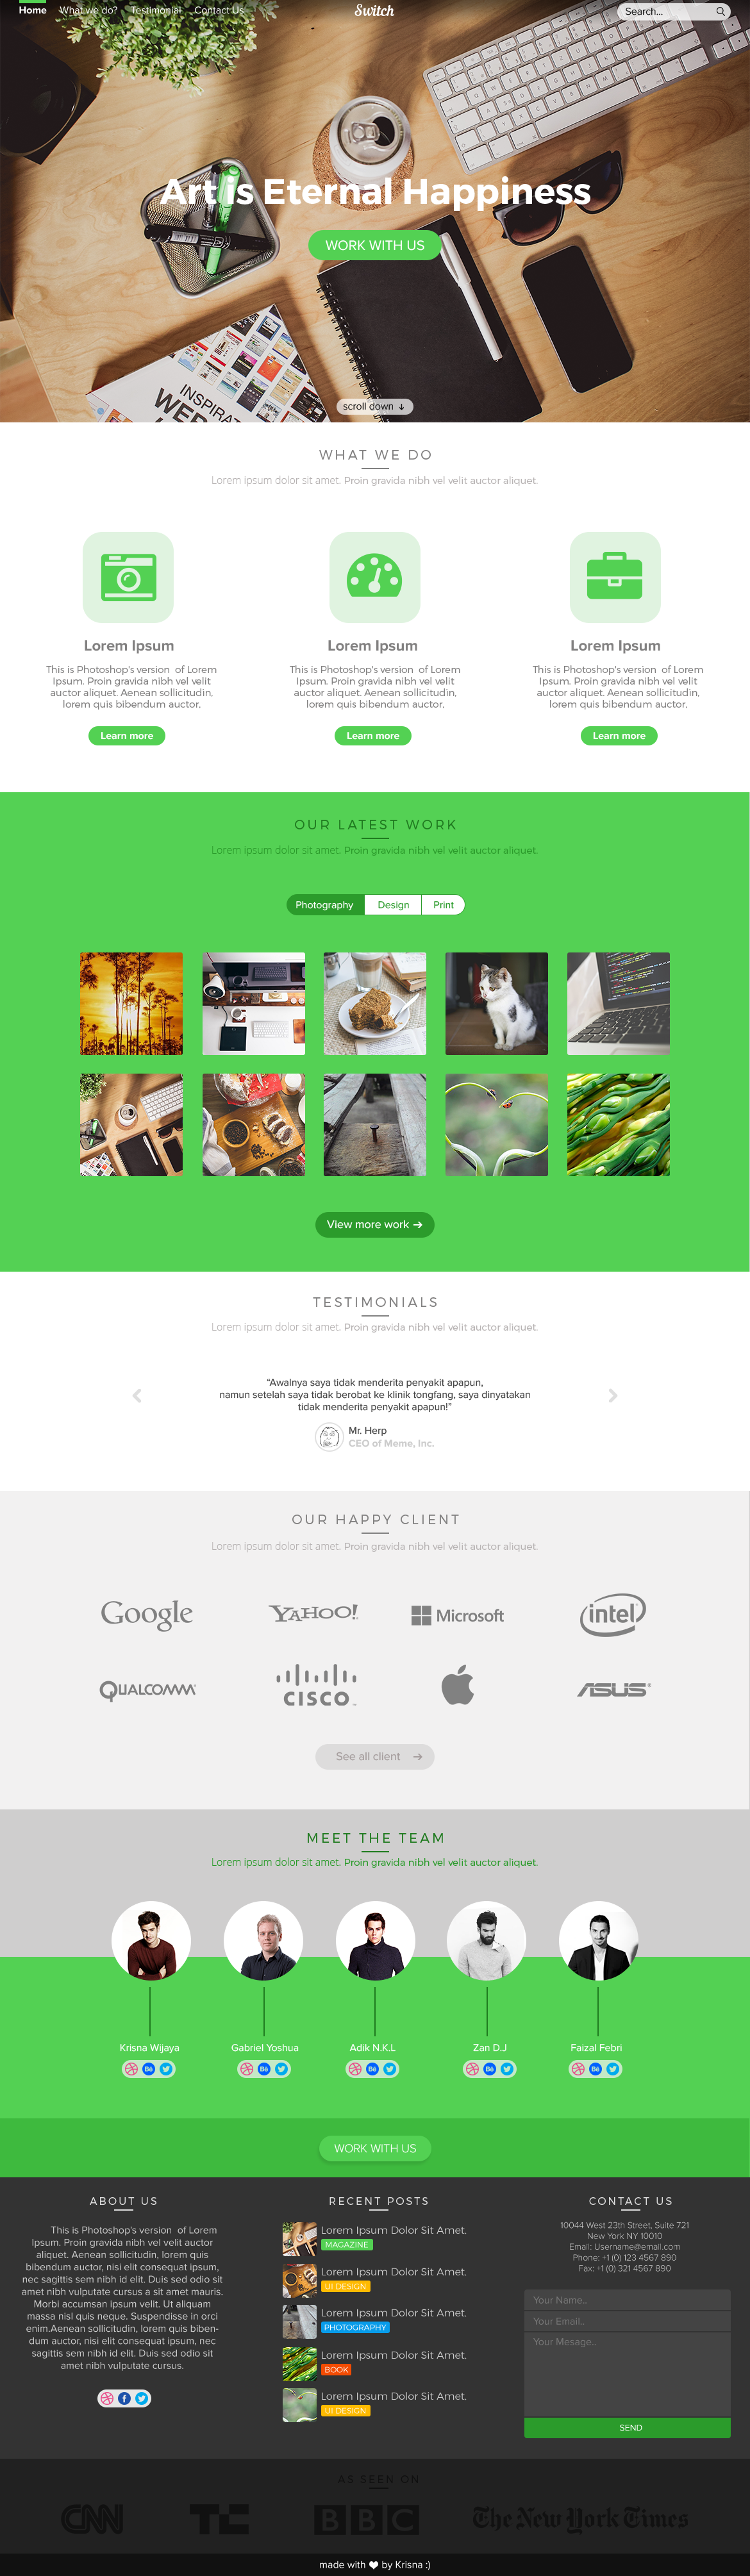 Home What we do? Testimonial Contact Us
Switch
Search...
Art is Eternal Happiness
WORK WITH US
INSPIRATI
WEB
scroll down
WHAT WE DO
Lorem ipsum dolor sit amet. Proin gravida nibh vel velit auctor aliquet.
Lorem Ipsum
This is Photoshop's version of Lorem
Ipsum. Proin gravida nibh vel velit
auctor aliquet. Aenean sollicitudin,
lorem quis bibendum auctor,
Learn more
Lorem Ipsum
This is Photoshop's version of Lorem
Ipsum. Proin gravida nibh vel velit
auctor aliquet. Aenean sollicitudin,
lorem quis bibendum auctor,
Learn more
Lorem Ipsum
This is Photoshop's version of Lorem
Ipsum. Proin gravida nibh vel velit
auctor aliquet. Aenean sollicitudin,
lorem quis bibendum auctor,
Learn more
OUR LATEST WORK
Lorem ipsum dolor sit amet. Proin gravida nibh vel velit auctor aliquet.
Photography Design Print
View more work →
TESTIMONIALS
Lorem ipsum dolor sit amet. Proin gravida nibh vel velit auctor aliquet.
“Awalnya saya tidak menderita penyakit apapun,
namun setelah saya tidak berobat ke klinik tongfang, saya dinyatakan
tidak menderita penyakit apapun!”
Mr. Herp
CEO of Meme, Inc.
OUR HAPPY CLIENT
Lorem ipsum dolor sit amet. Proin gravida nibh vel velit auctor aliquet.
Google YAHOO! Microsoft intel
QUALCOMM CISCO ASUS
See all client →
MEET THE TEAM
Lorem ipsum dolor sit amet. Proin gravida nibh vel velit auctor aliquet.
Krisna Wijaya Gabriel Yoshua Adik N.K.L Zan D.J Faizal Febri
WORK WITH US
ABOUT US
This is Photoshop's version of Lorem
Ipsum. Proin gravida nibh vel velit auctor
aliquet. Aenean sollicitudin, lorem quis
bibendum auctor, nisi elit consequat ipsum,
nec sagittis sem nibh id elit. Duis sed odio sit
amet nibh vulputate cursus a sit amet mauris.
Morbi accumsan ipsum velit. Ut aliquam
massa nisl quis neque. Suspendisse in orci
enim.Aenean sollicitudin, lorem quis biben-
dum auctor, nisi elit consequat ipsum, nec
sagittis sem nibh id elit. Duis sed odio sit
amet nibh vulputate cursus.
RECENT POSTS
Lorem Ipsum Dolor Sit Amet.
MAGAZINE
Lorem Ipsum Dolor Sit Amet.
UI DESIGN
Lorem Ipsum Dolor Sit Amet.
PHOTOGRAPHY
Lorem Ipsum Dolor Sit Amet.
BOOK
Lorem Ipsum Dolor Sit Amet.
UI DESIGN
CONTACT US
10044 West 23th Street, Suite 721
New York NY 10010
Email: Username@email.com
Phone: +1 (0) 123 4567 890
Fax: +1 (0) 321 4567 890
Your Name..
Your Email..
Your Mesage..
SEND
AS SEEN ON
CNN TC BBC The New York Times
made with ♥ by Krisna :)